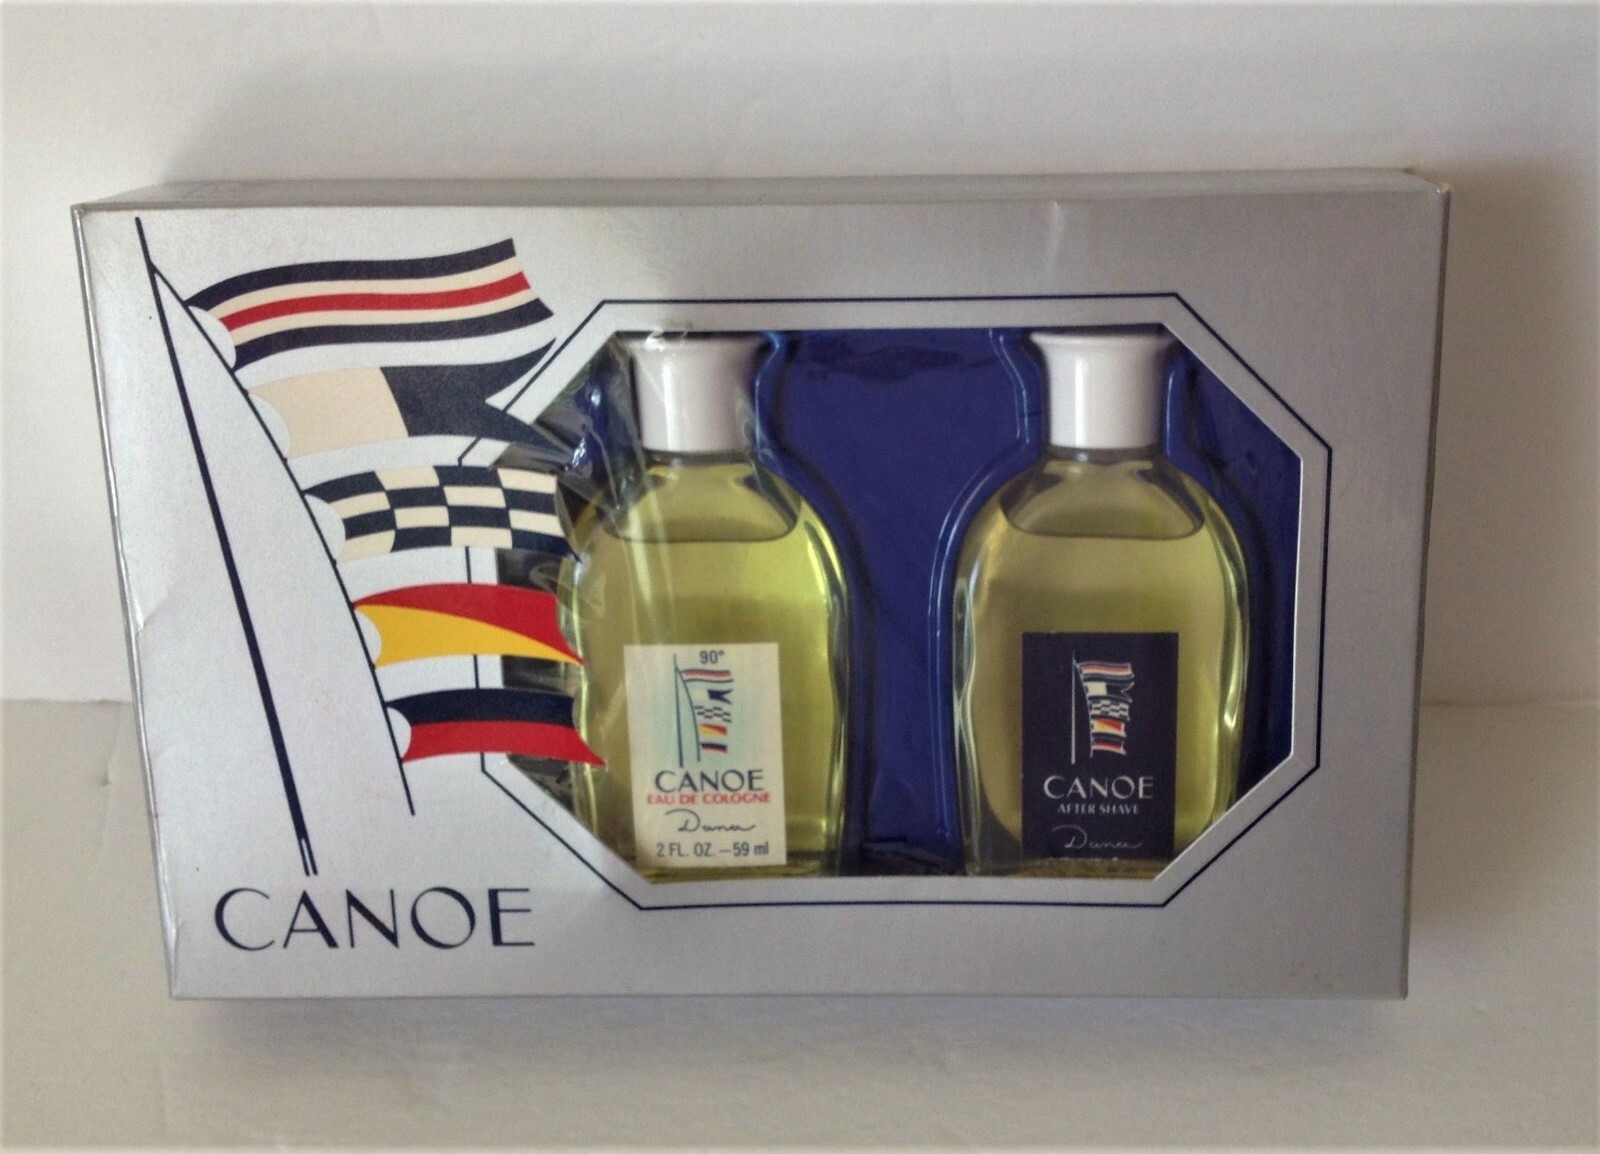 CANOE
90°
CANOE
EAU DE COLOGNE
Dana
2 FL. OZ. – 59 ml
CANOE
AFTER SHAVE
Dana